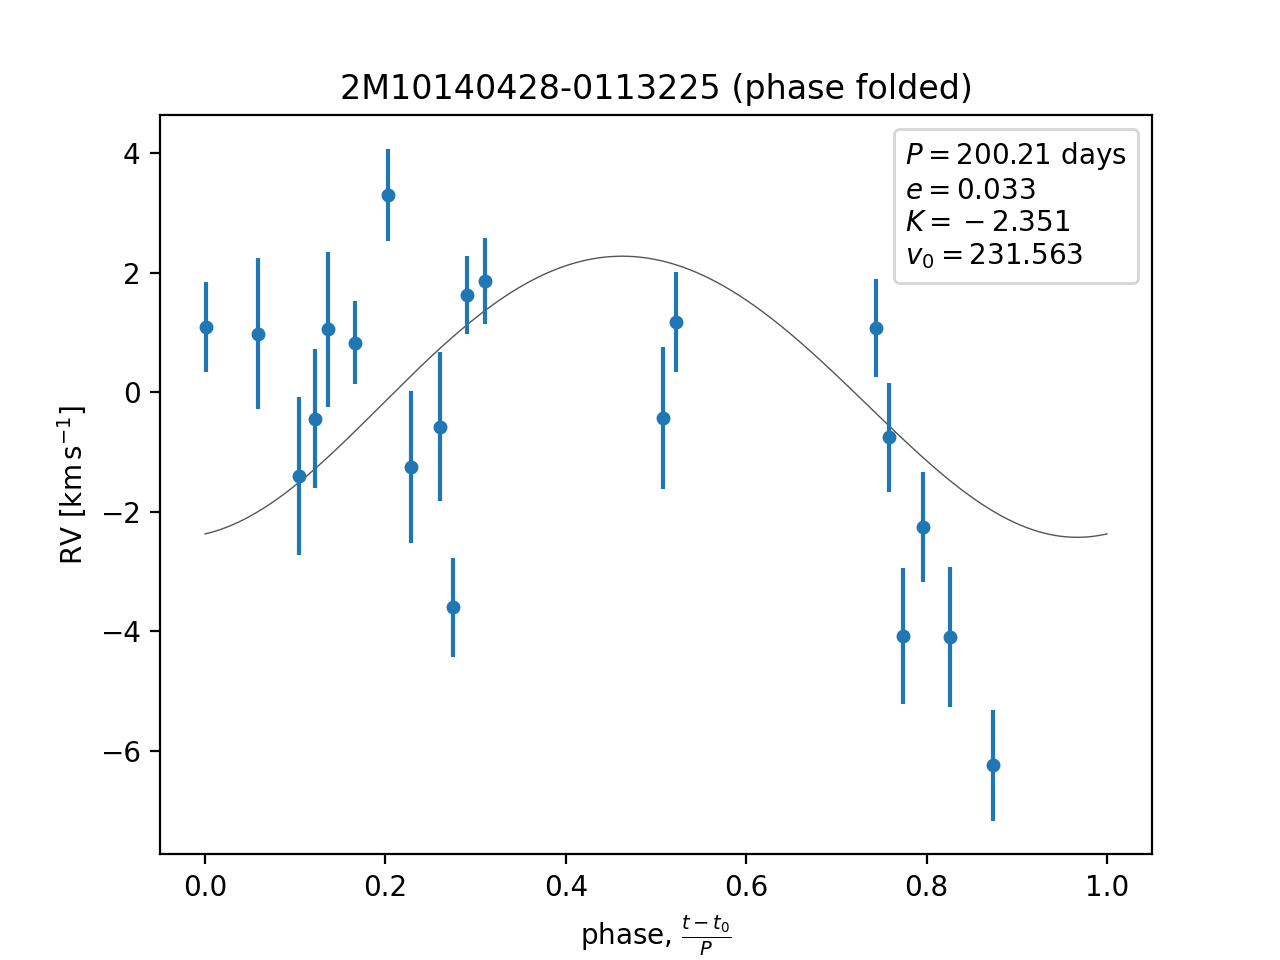 2M10140428-0113225 (phase folded)
P = 200.21 days
e = 0.033
K = −2.351
v₀ = 231.563
4
2
0
−2
−4
−6
RV [km s⁻¹]
0.0 0.2 0.4 0.6 0.8 1.0
phase, (t − t₀)/P